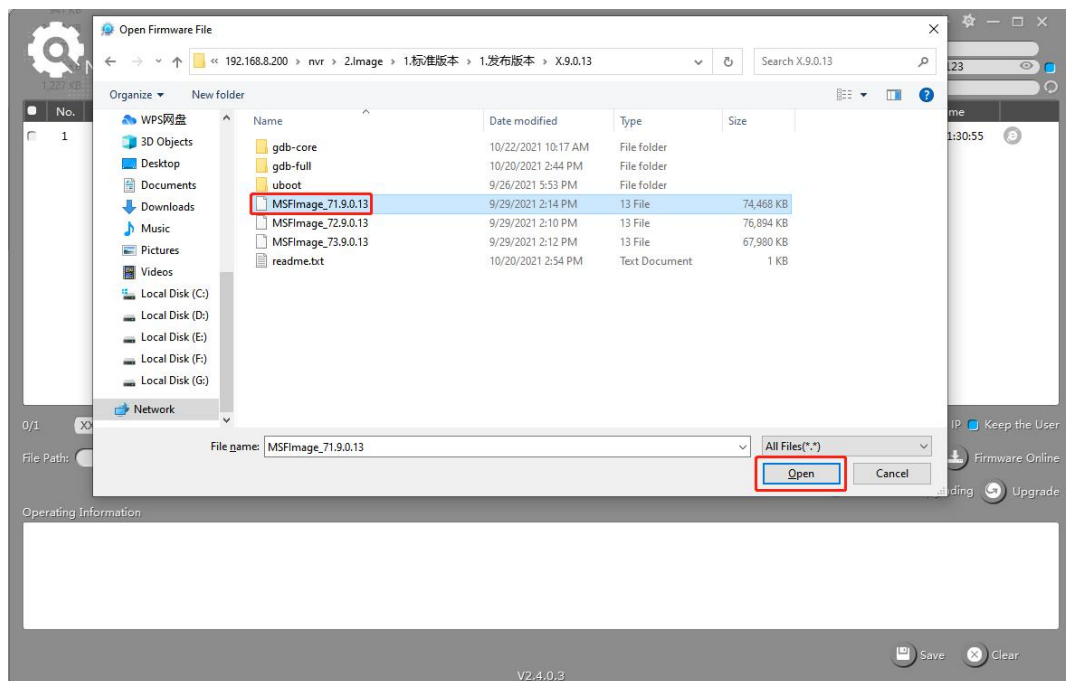 Open Firmware File
« 192.168.8.200 › nvr › 2.Image › 1.标准版本 › 1.发布版本 › X.9.0.13
Search X.9.0.13
123
Organize
New folder
1,227 KB
No.
me
Name
Date modified
Type
Size
1
1:30:55
WPS网盘
3D Objects
Desktop
Documents
Downloads
Music
Pictures
Videos
Local Disk (C:)
Local Disk (D:)
Local Disk (E:)
Local Disk (F:)
Local Disk (G:)
Network
gdb-core 10/22/2021 10:17 AM File folder
gdb-full 10/20/2021 2:44 PM File folder
uboot 9/26/2021 5:53 PM File folder
MSFImage_71.9.0.13 9/29/2021 2:14 PM 13 File 74,468 KB
MSFImage_72.9.0.13 9/29/2021 2:10 PM 13 File 76,894 KB
MSFImage_73.9.0.13 9/29/2021 2:12 PM 13 File 67,980 KB
readme.txt 10/20/2021 2:54 PM Text Document 1 KB
0/1
XX
IP
Keep the User
File name: MSFImage_71.9.0.13
All Files(*.*)
File Path:
Firmware Online
Open
Cancel
ding
Upgrade
Operating Information
Save
Clear
V2.4.0.3